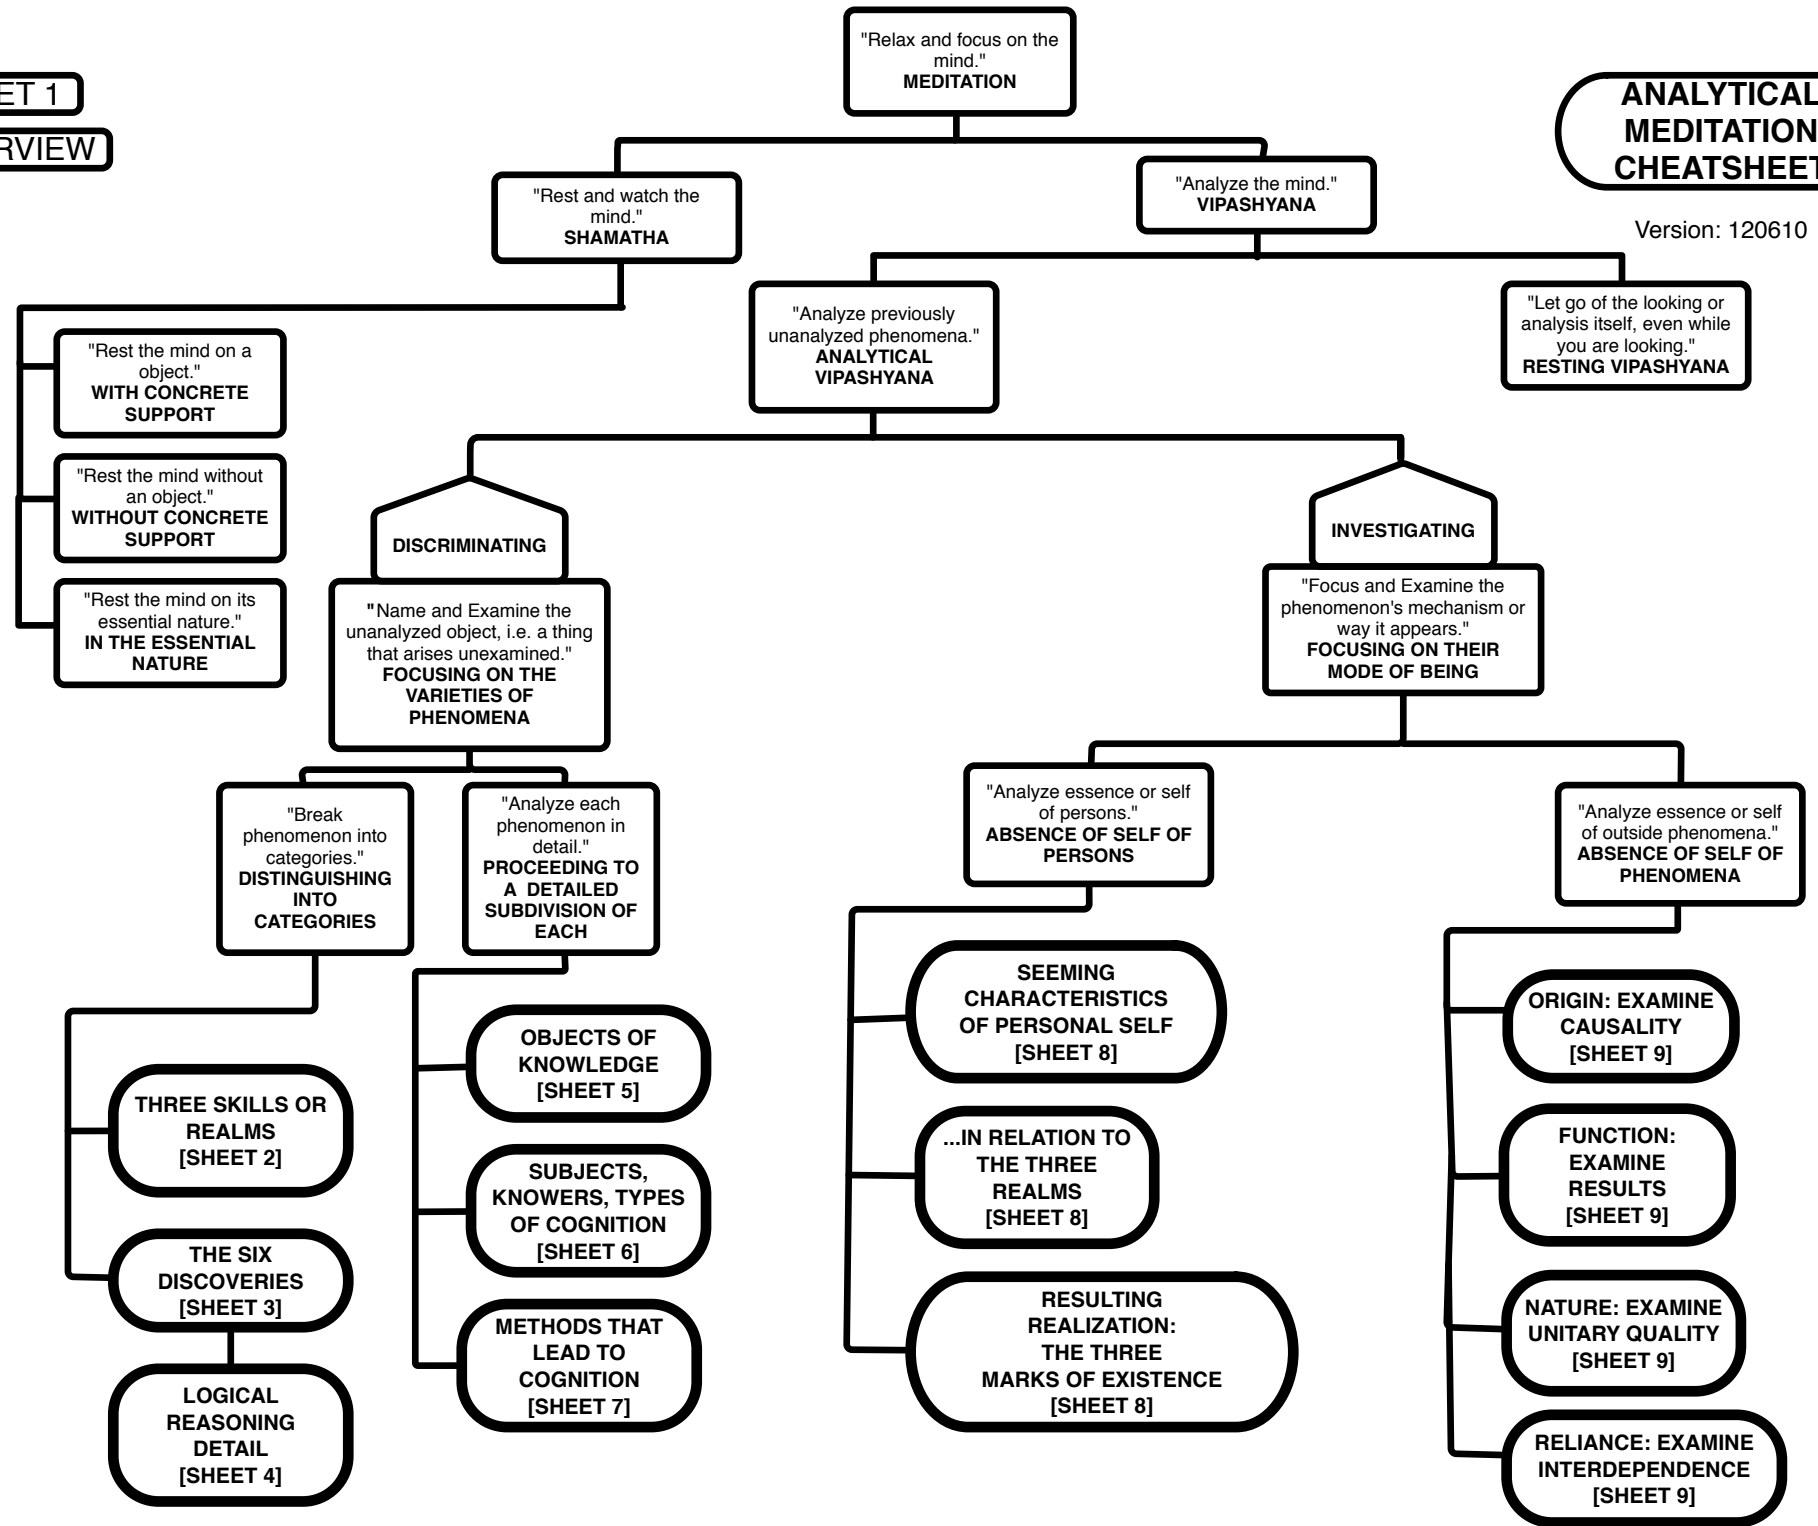 "Relax and focus on the
mind."
MEDITATION
ET 1
RVIEW
ANALYTICAL
MEDITATION
CHEATSHEET
Version: 120610
"Rest and watch the
mind."
SHAMATHA
"Analyze the mind."
VIPASHYANA
"Analyze previously
unanalyzed phenomena."
ANALYTICAL
VIPASHYANA
"Let go of the looking or
analysis itself, even while
you are looking."
RESTING VIPASHYANA
"Rest the mind on a
object."
WITH CONCRETE
SUPPORT
"Rest the mind without
an object."
WITHOUT CONCRETE
SUPPORT
"Rest the mind on its
essential nature."
IN THE ESSENTIAL
NATURE
DISCRIMINATING
"Name and Examine the
unanalyzed object, i.e. a thing
that arises unexamined."
FOCUSING ON THE
VARIETIES OF
PHENOMENA
INVESTIGATING
"Focus and Examine the
phenomenon's mechanism or
way it appears."
FOCUSING ON THEIR
MODE OF BEING
"Break
phenomenon into
categories."
DISTINGUISHING
INTO
CATEGORIES
"Analyze each
phenomenon in
detail."
PROCEEDING TO
A DETAILED
SUBDIVISION OF
EACH
"Analyze essence or self
of persons."
ABSENCE OF SELF OF
PERSONS
"Analyze essence or self
of outside phenomena."
ABSENCE OF SELF OF
PHENOMENA
THREE SKILLS OR
REALMS
[SHEET 2]
THE SIX
DISCOVERIES
[SHEET 3]
LOGICAL
REASONING
DETAIL
[SHEET 4]
OBJECTS OF
KNOWLEDGE
[SHEET 5]
SUBJECTS,
KNOWERS, TYPES
OF COGNITION
[SHEET 6]
METHODS THAT
LEAD TO
COGNITION
[SHEET 7]
SEEMING
CHARACTERISTICS
OF PERSONAL SELF
[SHEET 8]
...IN RELATION TO
THE THREE
REALMS
[SHEET 8]
RESULTING
REALIZATION:
THE THREE
MARKS OF EXISTENCE
[SHEET 8]
ORIGIN: EXAMINE
CAUSALITY
[SHEET 9]
FUNCTION:
EXAMINE
RESULTS
[SHEET 9]
NATURE: EXAMINE
UNITARY QUALITY
[SHEET 9]
RELIANCE: EXAMINE
INTERDEPENDENCE
[SHEET 9]